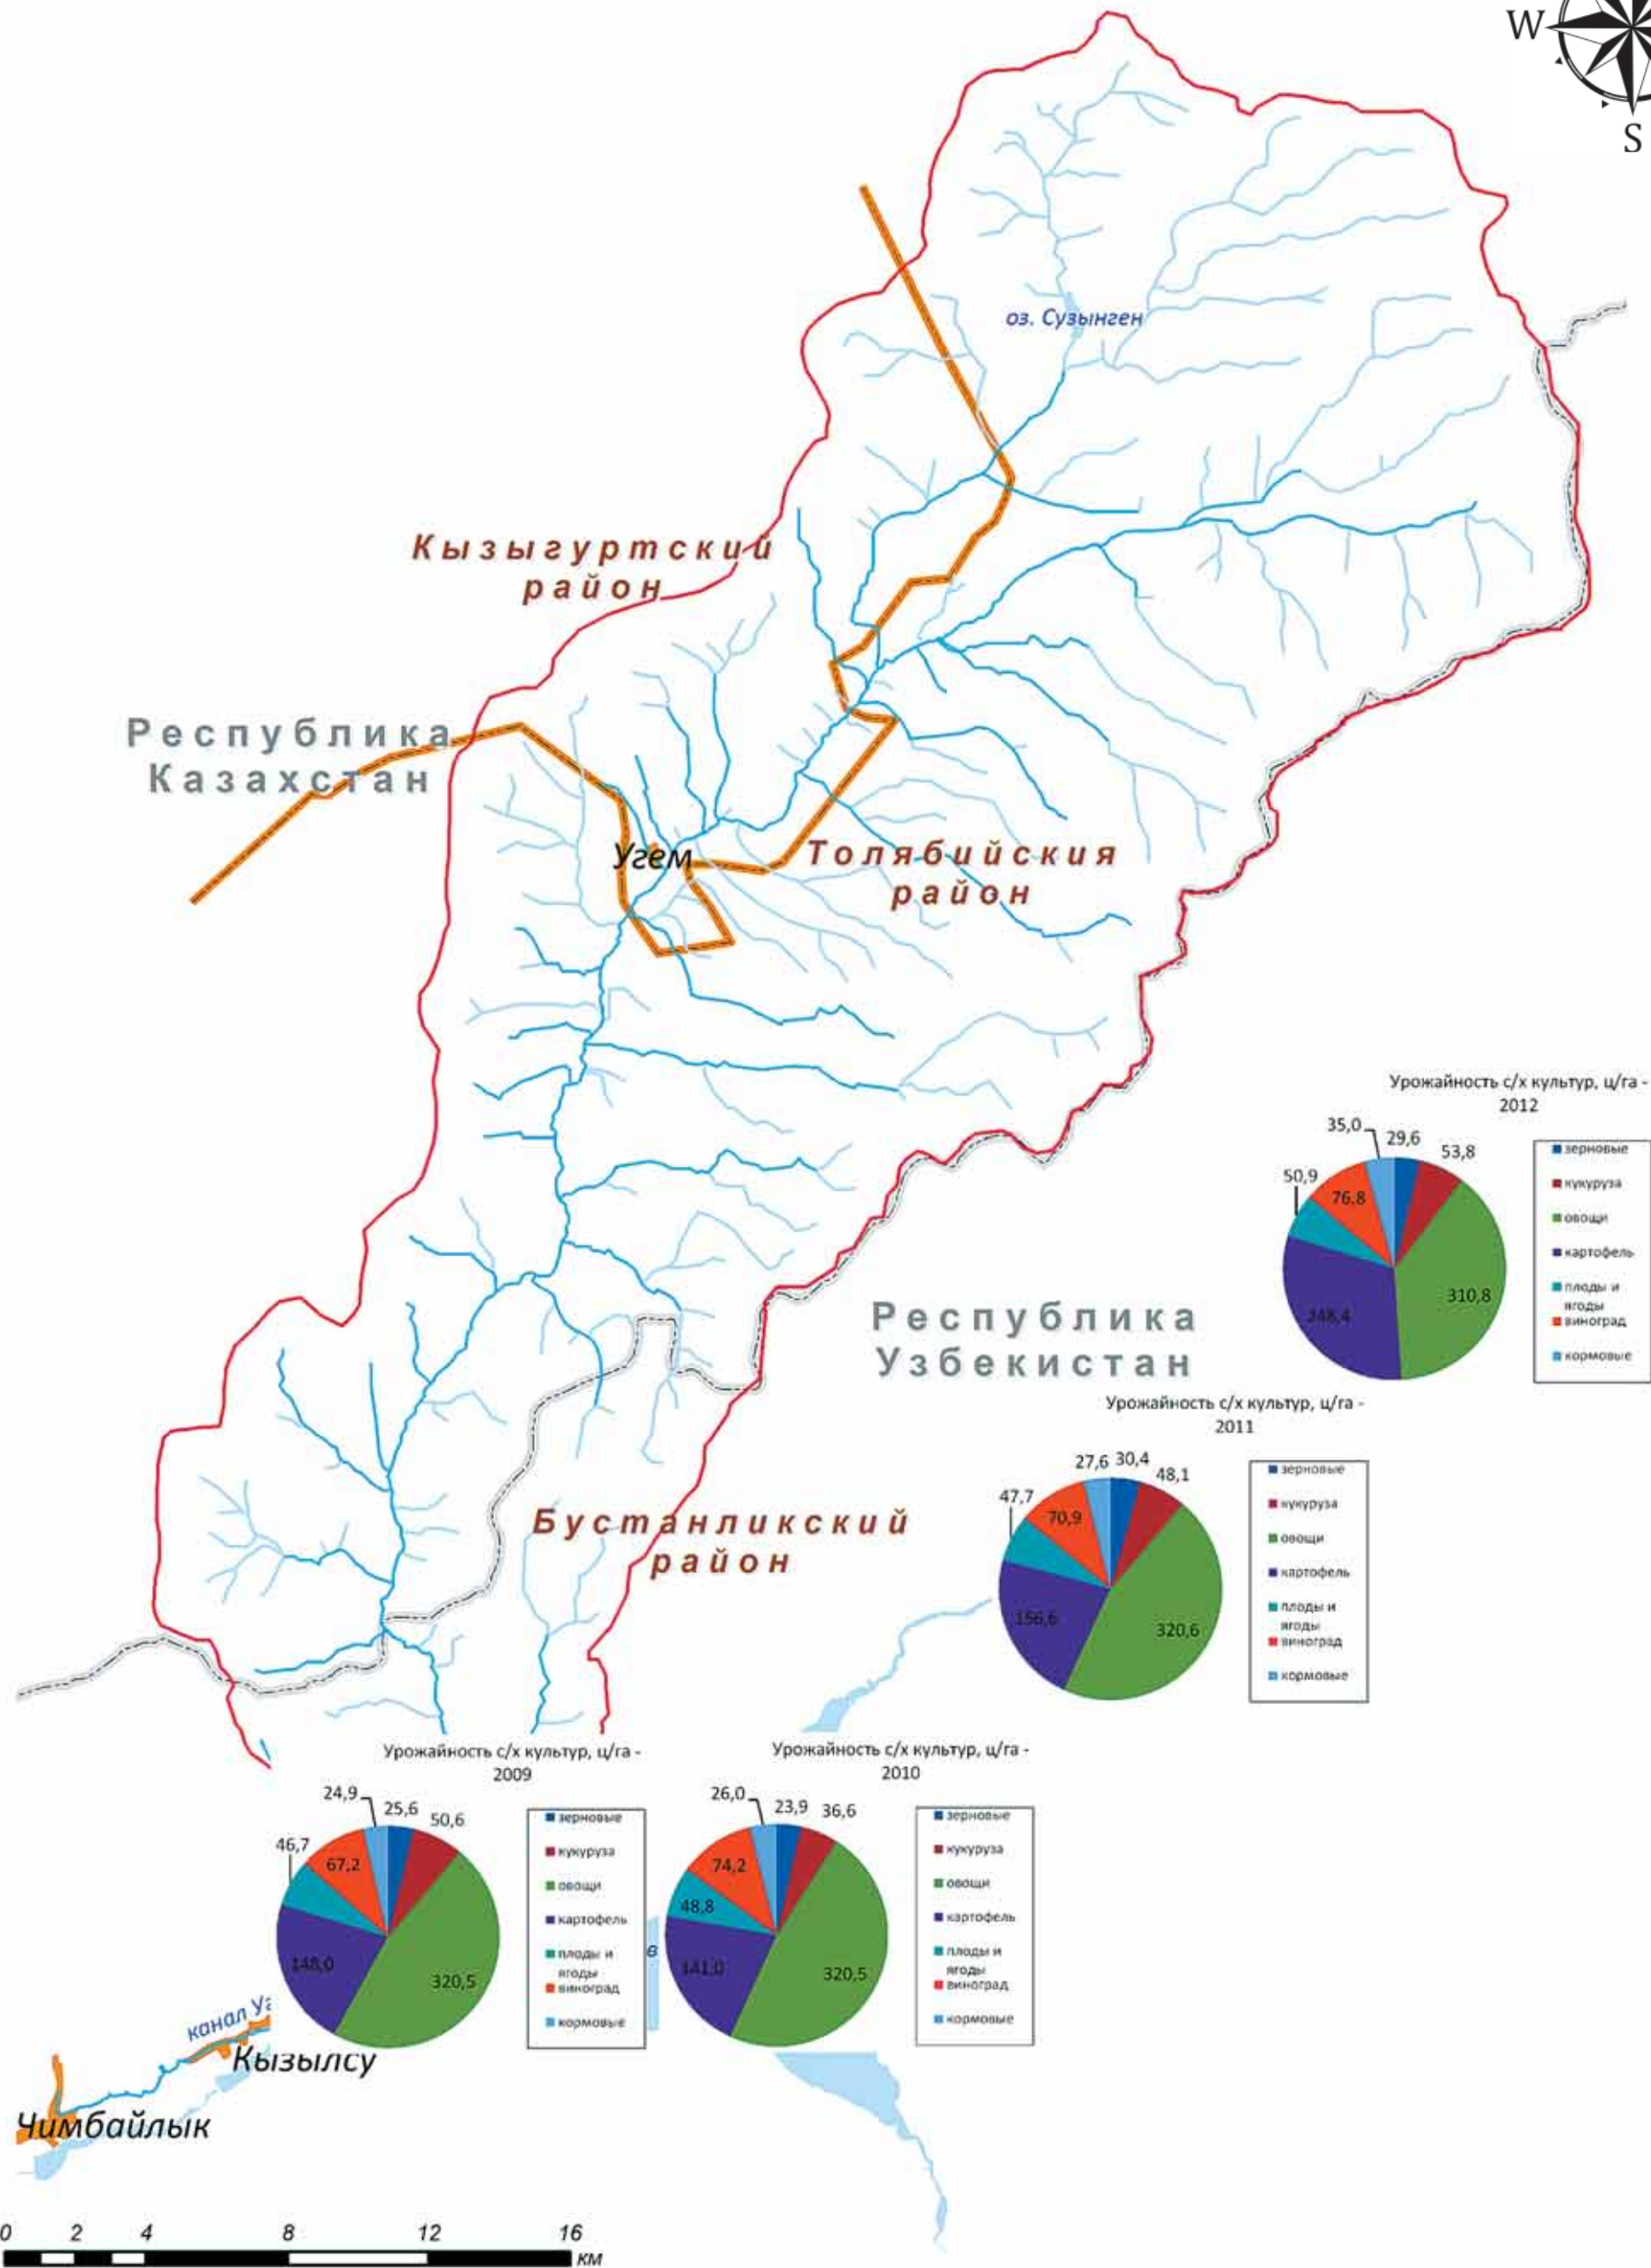 W
S
оз. Сузынген
Кызыгуртский
район
Республика
Казахстан
Угем
Толябийския
район
Урожайность с/х культур, ц/га -
2012
35,0
29,6
53,8
50,9
76,8
310,8
248,4
зерновые
кукуруза
овощи
картофель
плоды и
ягоды
виноград
кормовые
Республика
Узбекистан
Урожайность с/х культур, ц/га -
2011
27,6
30,4
48,1
47,7
70,9
156,6
320,6
зерновые
кукуруза
овощи
картофель
плоды и
ягоды
виноград
кормовые
Бустанликский
район
Урожайность с/х культур, ц/га -
2009
24,9
25,6
50,6
46,7
67,2
148,0
320,5
зерновые
кукуруза
овощи
картофель
плоды и
ягоды
виноград
кормовые
Урожайность с/х культур, ц/га -
2010
26,0
23,9
36,6
74,2
48,8
141,0
320,5
в
зерновые
кукуруза
овощи
картофель
плоды и
ягоды
виноград
кормовые
канал Уг
Кызылсу
Чимбайлык
0 2 4 8 12 16
км